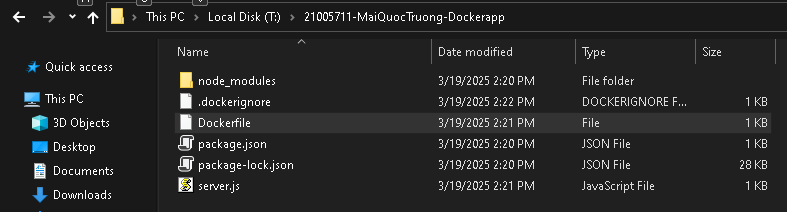 This PC > Local Disk (T:) > 21005711-MaiQuocTruong-Dockerapp
Name Date modified Type Size
Quick access
This PC
3D Objects
Desktop
Documents
Downloads
node_modules 3/19/2025 2:20 PM File folder
.dockerignore 3/19/2025 2:22 PM DOCKERIGNORE F... 1 KB
Dockerfile 3/19/2025 2:21 PM File 1 KB
package.json 3/19/2025 2:20 PM JSON File 1 KB
package-lock.json 3/19/2025 2:20 PM JSON File 28 KB
server.js 3/19/2025 2:21 PM JavaScript File 1 KB